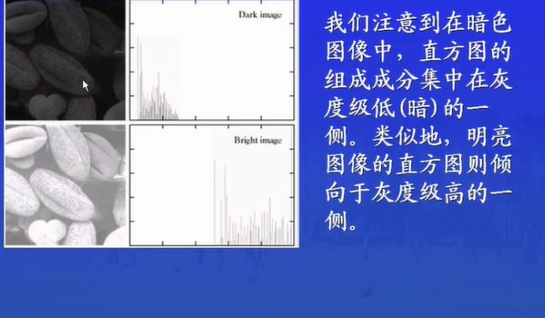 Dark image
Bright image
我们注意到在暗色
图像中，直方图的
组成成分集中在灰
度级低(暗)的一
侧。类似地，明亮
图像的直方图则倾
向于灰度级高的一
侧。